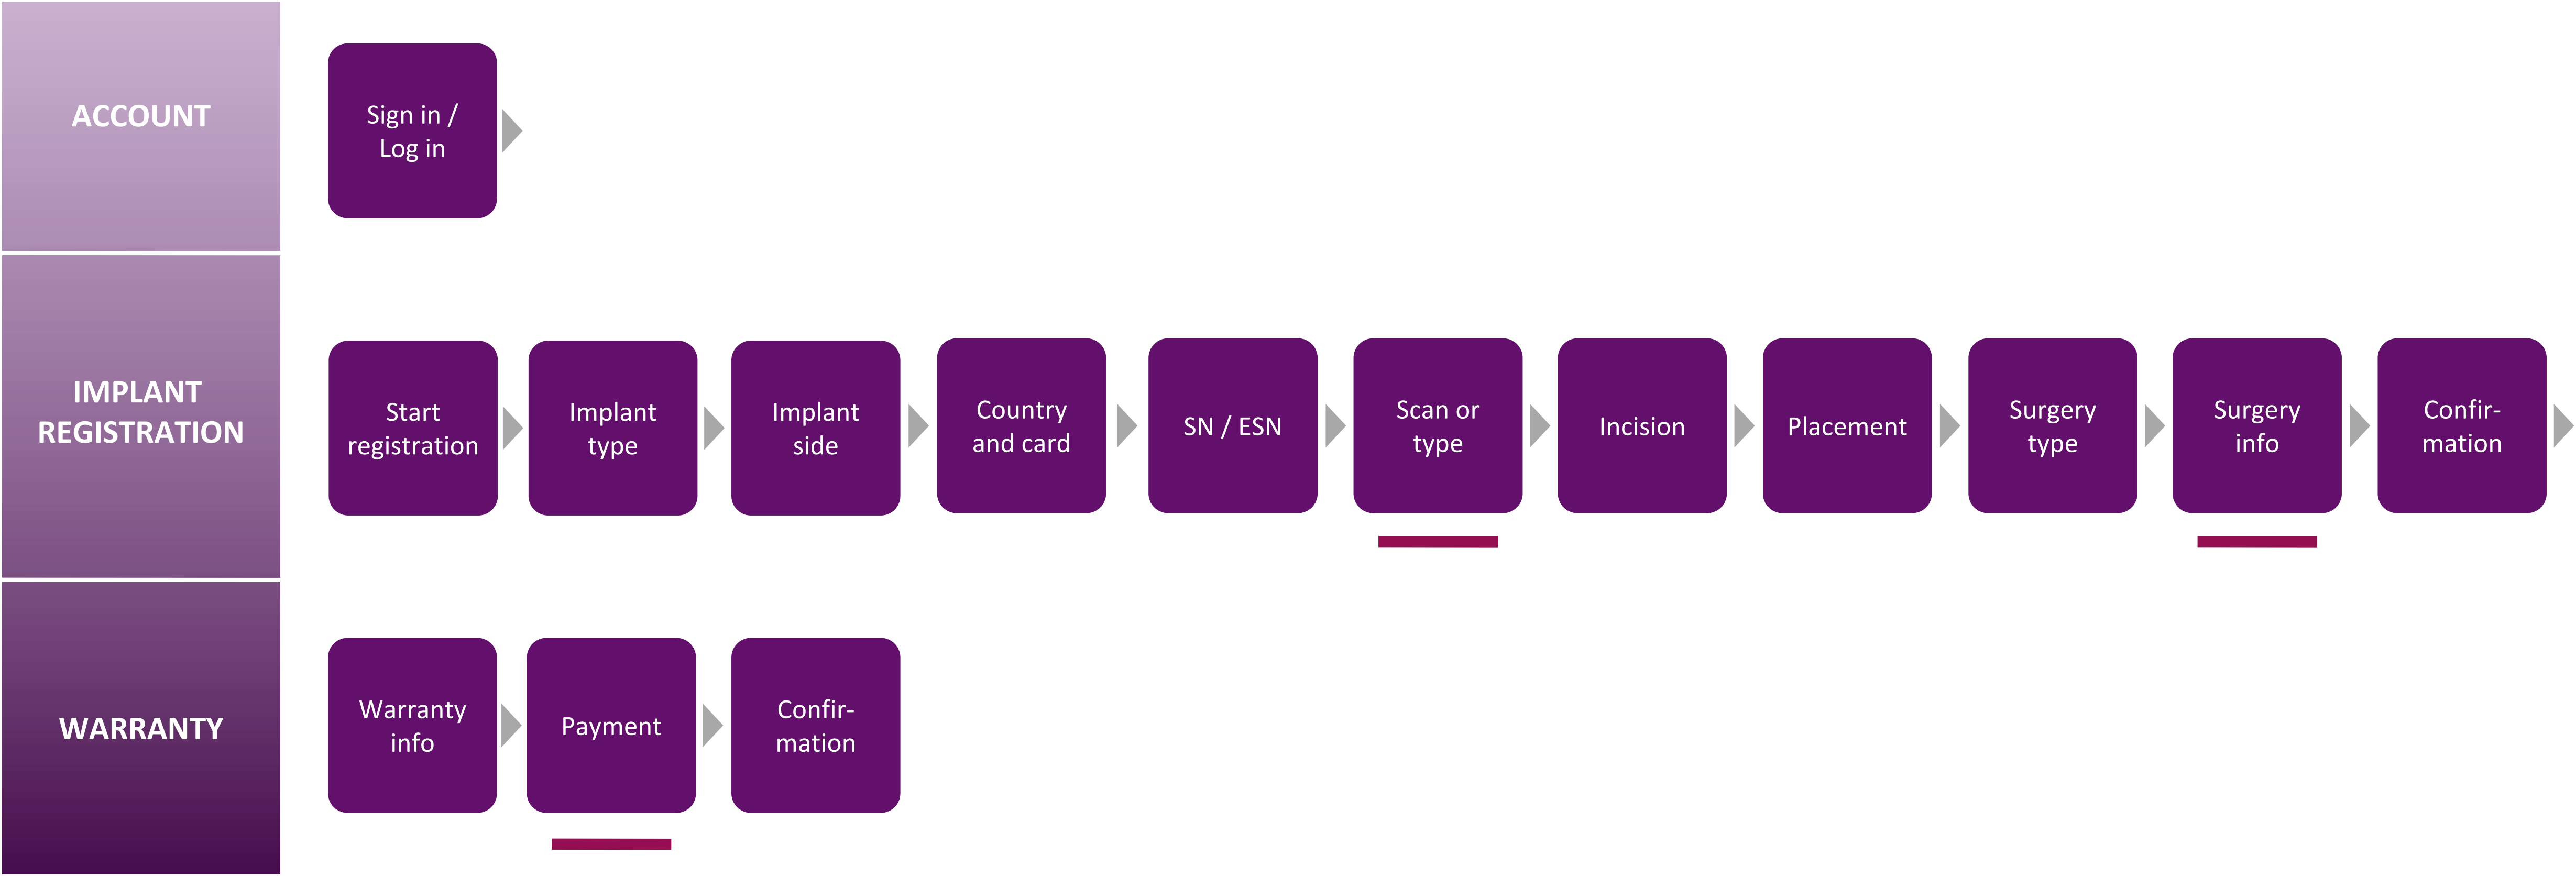 ACCOUNT
Sign in /
Log in
IMPLANT
REGISTRATION
Start
registration
Implant
type
Implant
side
Country
and card
SN / ESN
Scan or
type
Incision
Placement
Surgery
type
Surgery
info
Confir-
mation
WARRANTY
Warranty
info
Payment
Confir-
mation